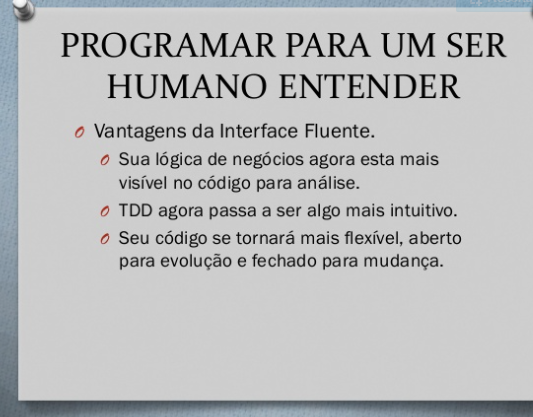 PROGRAMAR PARA UM SER
HUMANO ENTENDER
Vantagens da Interface Fluente.
Sua lógica de negócios agora esta mais
visível no código para análise.
TDD agora passa a ser algo mais intuitivo.
Seu código se tornará mais flexível, aberto
para evolução e fechado para mudança.